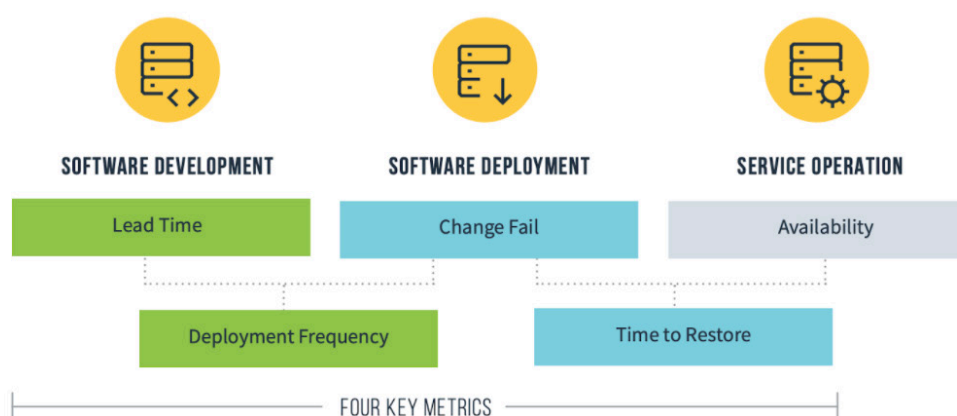 SOFTWARE DEVELOPMENT
SOFTWARE DEPLOYMENT
SERVICE OPERATION
Lead Time
Change Fail
Availability
Deployment Frequency
Time to Restore
FOUR KEY METRICS